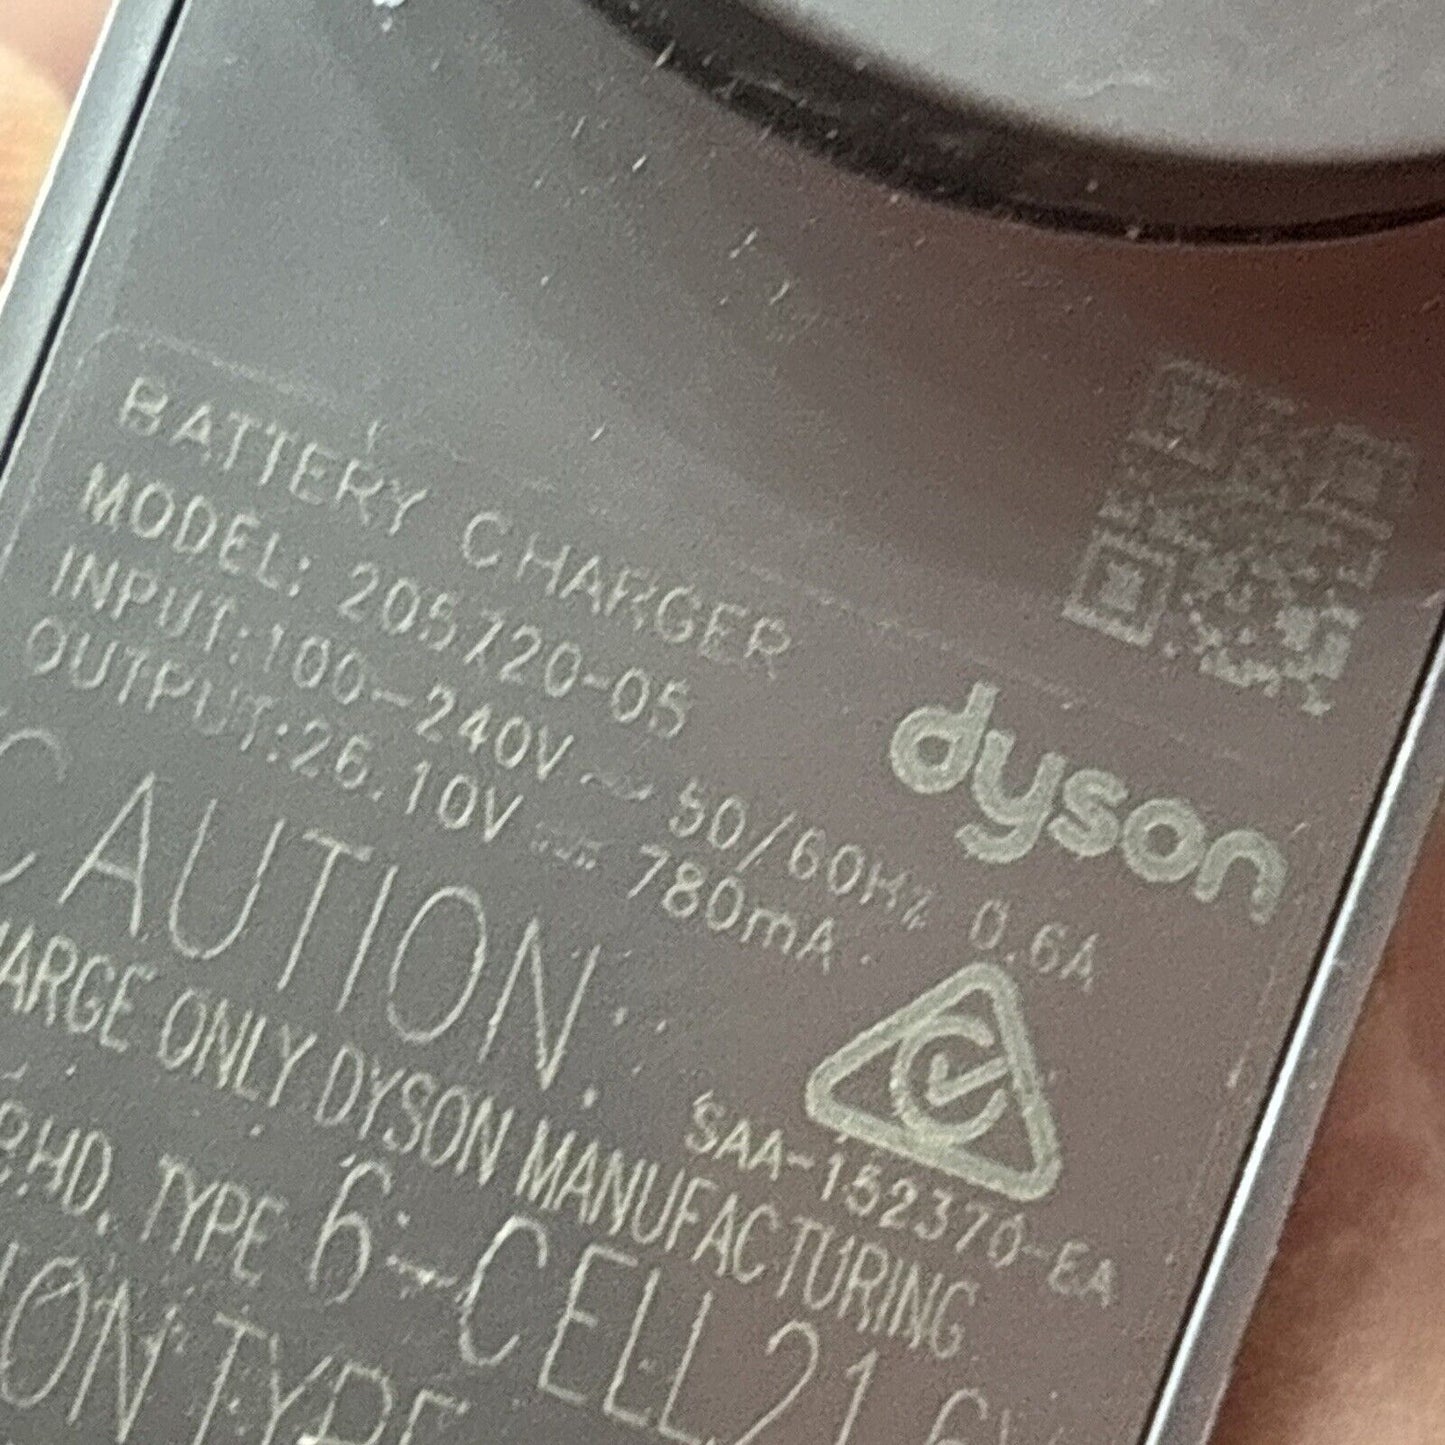 BATTERY CHARGER
MODEL: 205720-05
INPUT:100-240V ~ 50/60Hz 0.6A
OUTPUT:26.10V ⎓ 780mA
dyson
CAUTION:
ARGE ONLY DYSON MANUFACTURING
SAA-152370-EA
BHD. TYPE 6-CELL 21.6V
ION TYPE